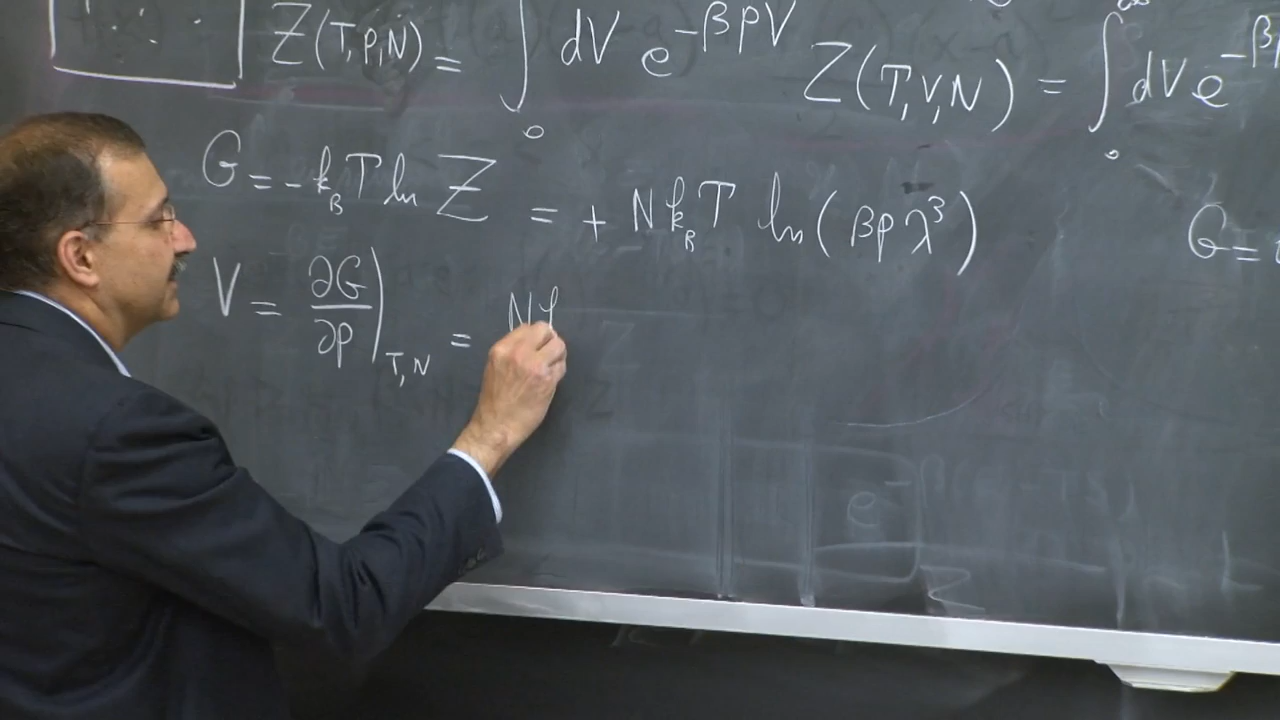 Z(T,P,N) = ∫₀ dV e^{-βPV} Z(T,V,N) = ∫₀^∞ dV e^{-β
G = -k_B T ln Z = + N k_B T ln(βpλ³)
G =
V = ∂G/∂P)_{T,N} = N
e^-